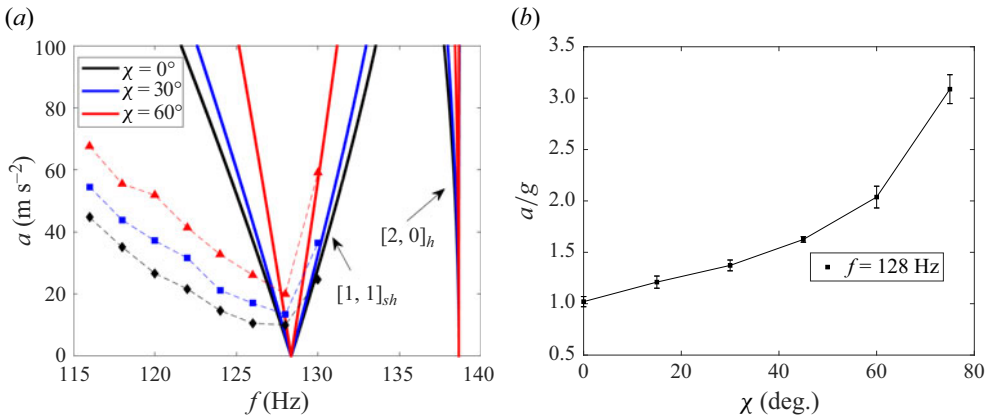 (a)
100
80
60
40
20
0
a (m s⁻²)
χ = 0°
χ = 30°
χ = 60°
[2, 0]h
[1, 1]sh
115 120 125 130 135 140
f (Hz)
(b)
3.5
3.0
2.5
2.0
1.5
1.0
0.5
a/g
f = 128 Hz
0 20 40 60 80
χ (deg.)